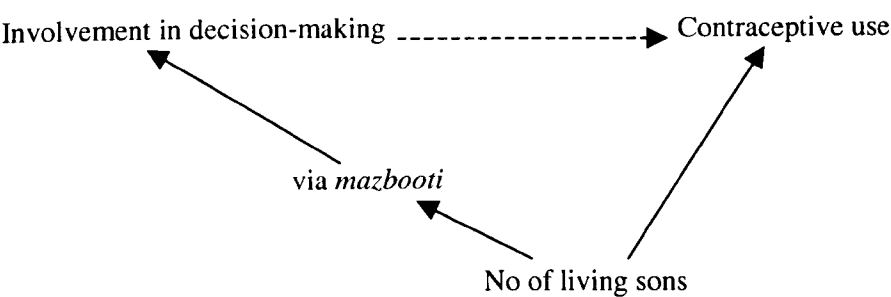 Involvement in decision-making
Contraceptive use
via mazbooti
No of living sons